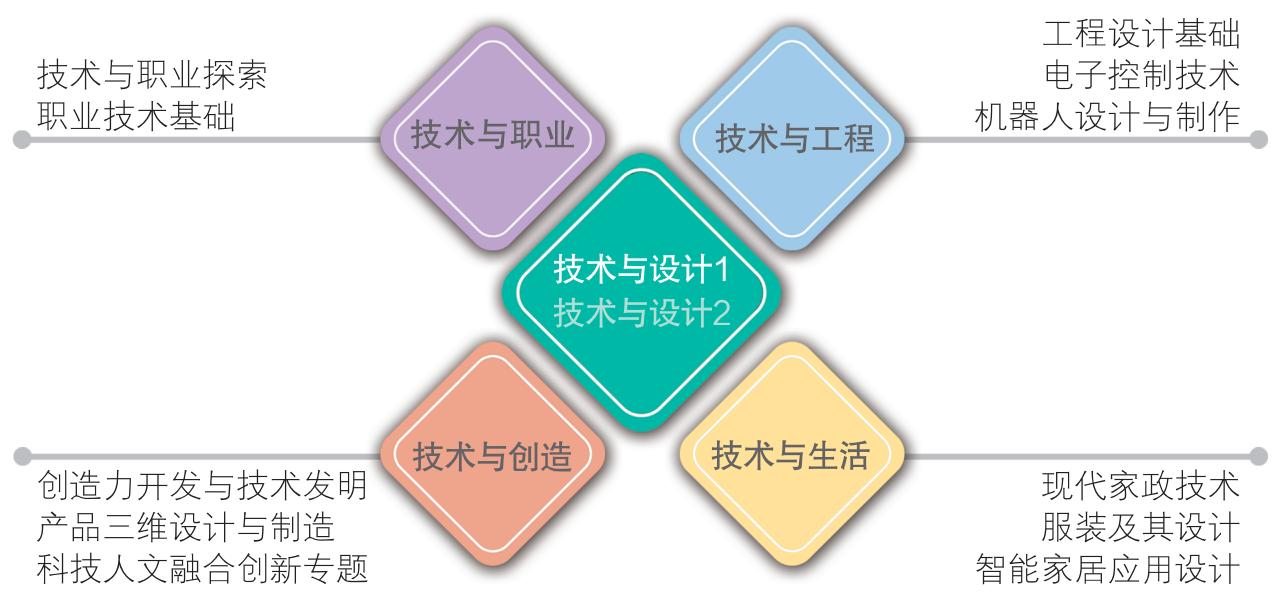 技术与职业探索
职业技术基础
技术与职业
工程设计基础
电子控制技术
机器人设计与制作
技术与工程
技术与设计1
技术与设计2
技术与创造
创造力开发与技术发明
产品三维设计与制造
科技人文融合创新专题
技术与生活
现代家政技术
服装及其设计
智能家居应用设计